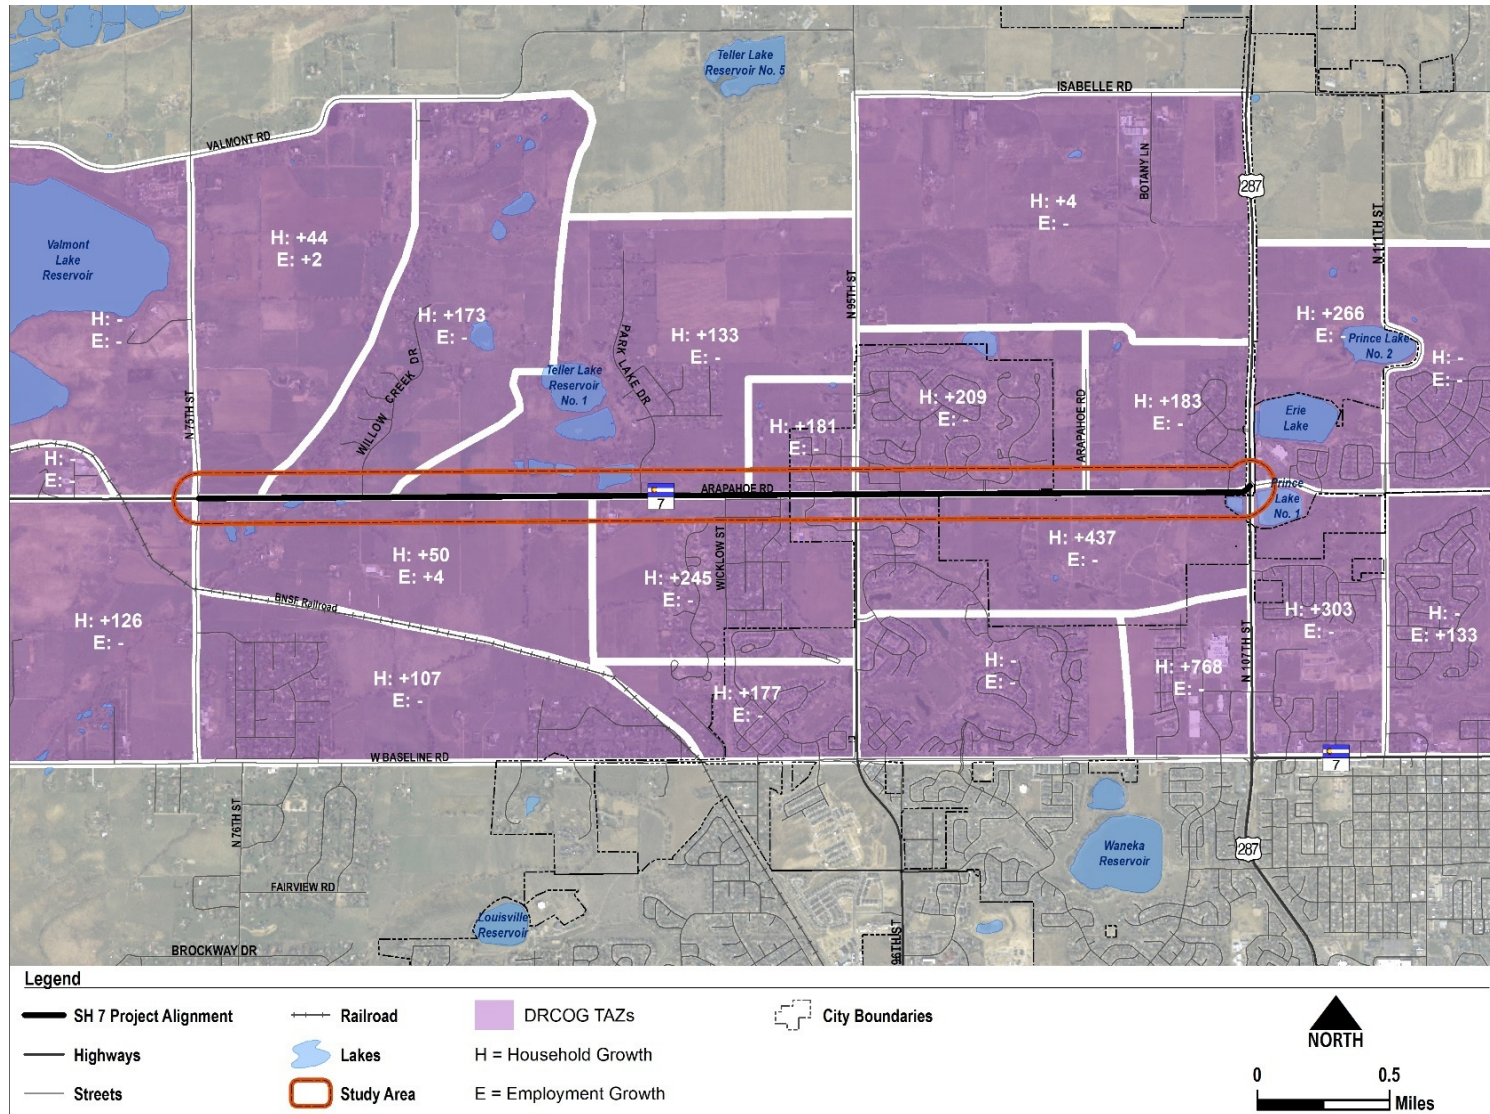 Teller Lake
Reservoir No. 5
ISABELLE RD
VALMONT RD
BOTANY LN
287
N 111TH ST
H: +4
E: -
Valmont
Lake
Reservoir
H: +44
E: +2
N 95TH ST
H: -
E: -
H: +173
E: -
PARK LAKE DR
H: +133
E: -
H: +266
E: -
Prince Lake
No. 2
H: -
E: -
WILLOW CREEK DR
Teller Lake
Reservoir
No. 1
N 75TH ST
H: +181
E: -
H: +209
E: -
ARAPAHOE RD
H: +183
E: -
Erie
Lake
H: -
E: -
ARAPAHOE RD
7
Prince
Lake
No. 1
H: +50
E: +4
H: +245
E: -
WICKLOW ST
H: +437
E: -
BNSF Railroad
H: +126
E: -
H: +107
E: -
H: +177
E: -
H: -
E: -
H: +768
E: -
N 107TH ST
H: +303
E: -
H: -
E: +133
W BASELINE RD
7
N 76TH ST
Waneka
Reservoir
287
FAIRVIEW RD
Louisville
Reservoir
BROCKWAY DR
96TH ST
Legend
SH 7 Project Alignment
Railroad
DRCOG TAZs
City Boundaries
Highways
Lakes
H = Household Growth
Streets
Study Area
E = Employment Growth
NORTH
0 0.5
Miles